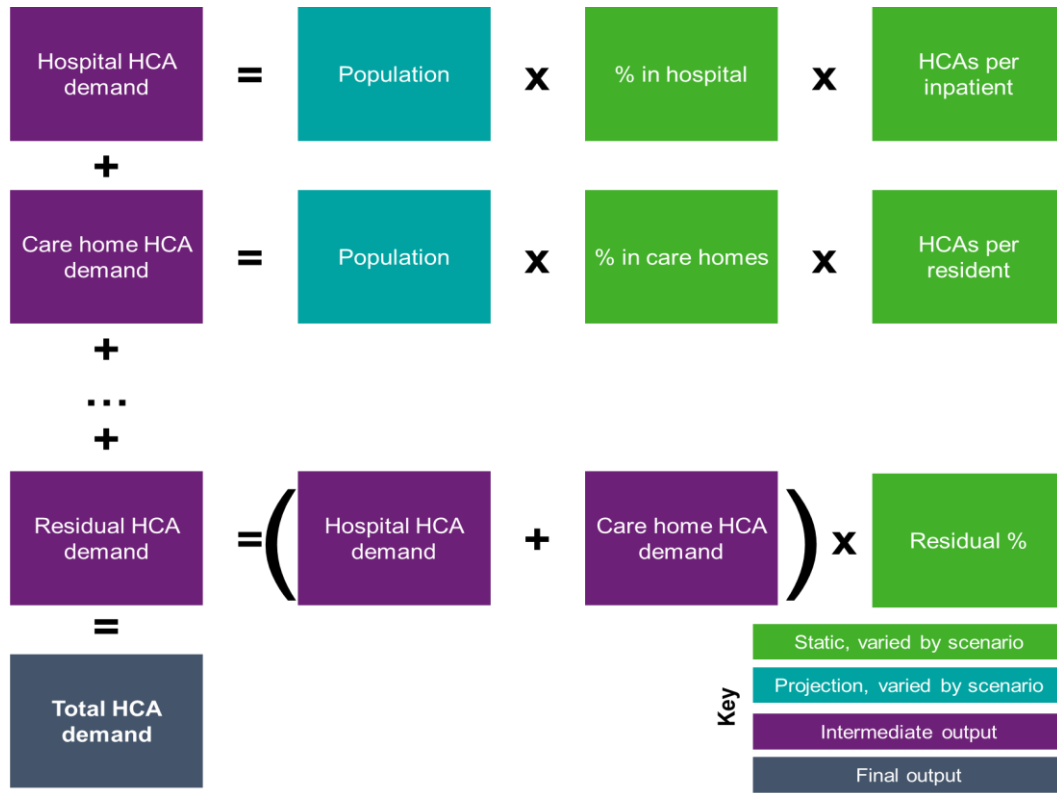 Hospital HCA
demand
=
Population
x
% in hospital
x
HCAs per
inpatient
+
Care home HCA
demand
=
Population
x
% in care homes
x
HCAs per
resident
+
...
+
Residual HCA
demand
=(
Hospital HCA
demand
+
Care home HCA
demand
)
x
Residual %
=
Total HCA
demand
Key
Static, varied by scenario
Projection, varied by scenario
Intermediate output
Final output